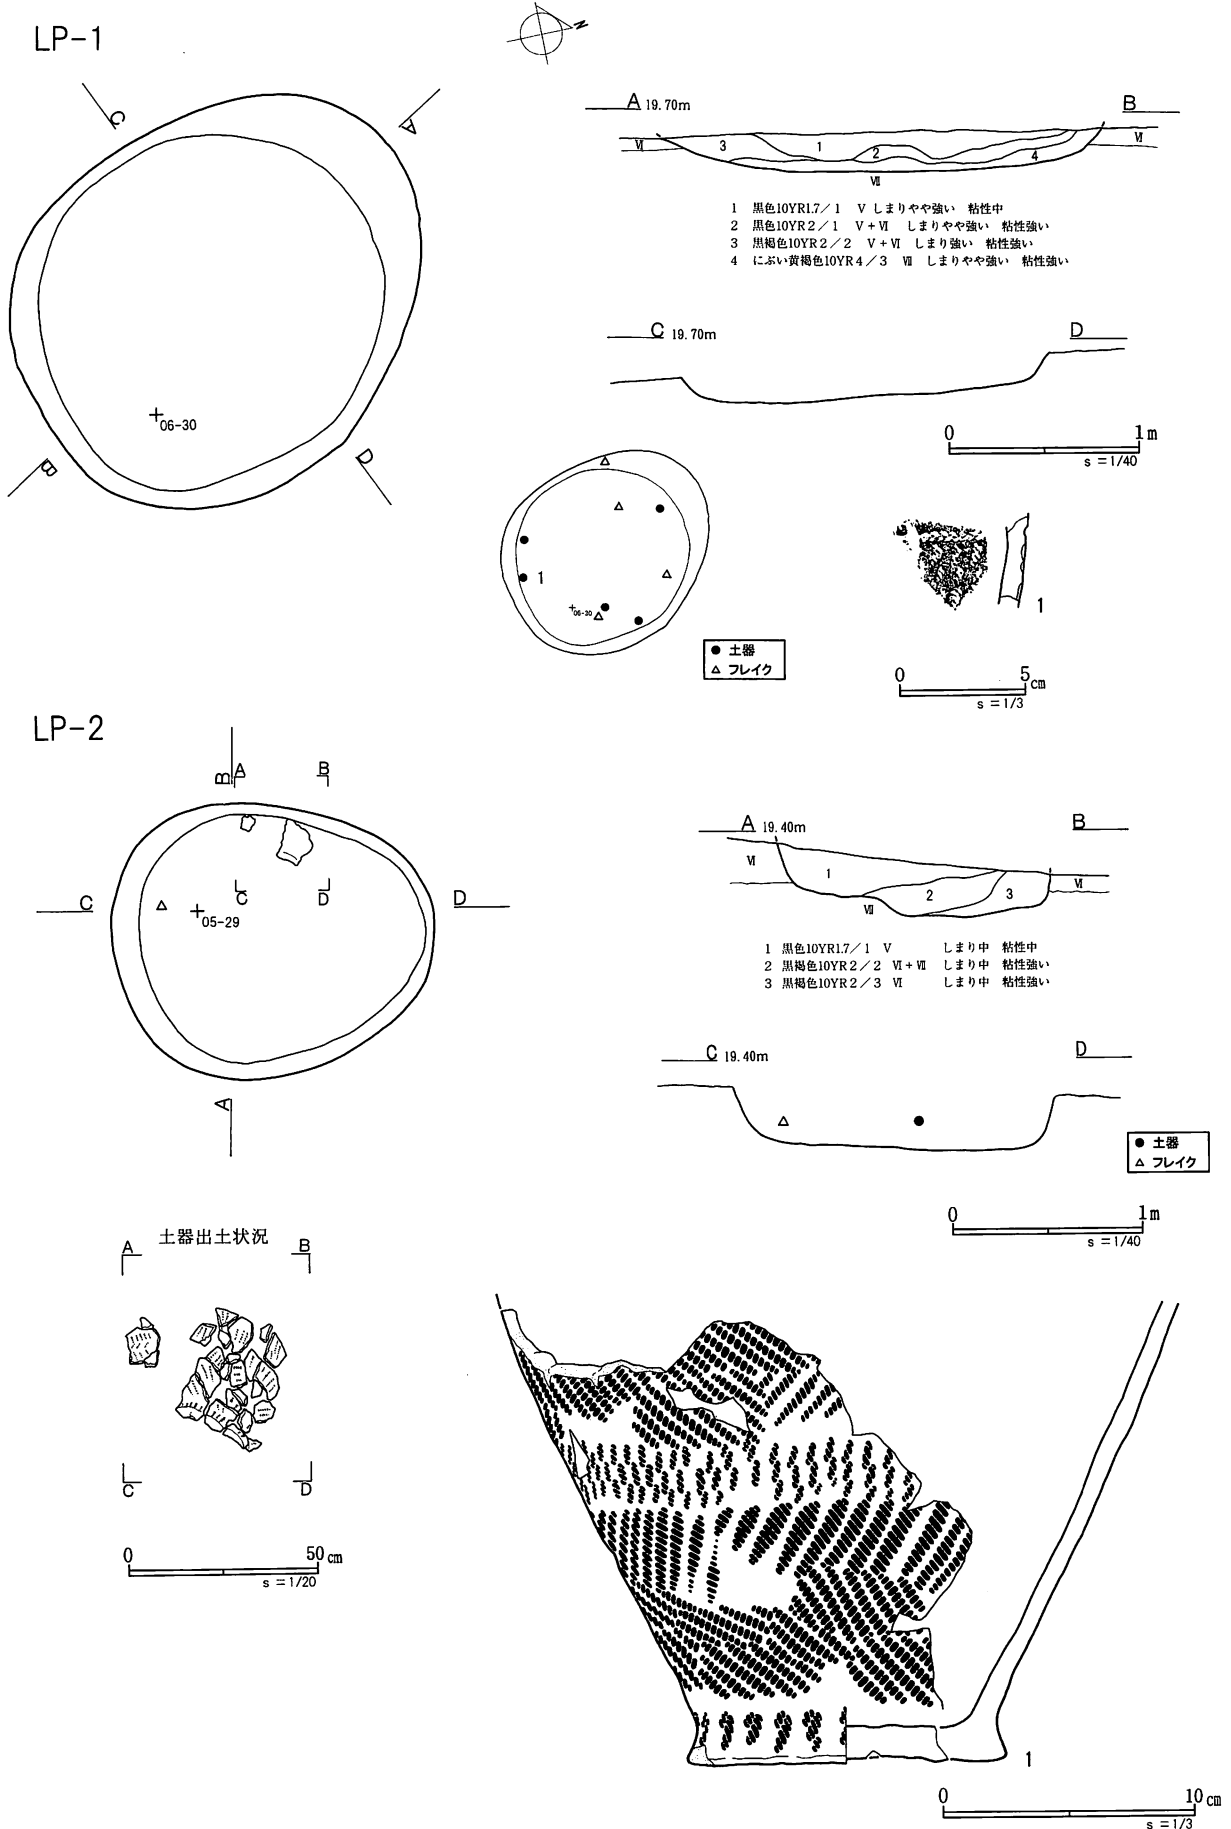 LP-1
N
C
A
06-30
B
D
A 19.70m B
Ⅵ 3 1 2 4 Ⅵ
Ⅶ
1 黒色10YR1.7／1 Ⅴ しまりやや強い 粘性中
2 黒色10YR2／1 Ⅴ+Ⅵ しまりやや強い 粘性強い
3 黒褐色10YR2／2 Ⅴ+Ⅵ しまり強い 粘性強い
4 にぶい黄褐色10YR4／3 Ⅶ しまりやや強い 粘性強い
C 19.70m D
0 1m
s=1/40
1
06-30
● 土器
△ フレイク
1
0 5cm
s=1/3
LP-2
B A B
C D
C 05-29 D
A
A 19.40m B
Ⅵ 1 2 3 Ⅵ
Ⅶ
1 黒色10YR1.7／1 Ⅴ しまり中 粘性中
2 黒褐色10YR2／2 Ⅵ+Ⅶ しまり中 粘性強い
3 黒褐色10YR2／3 Ⅵ しまり中 粘性強い
C 19.40m D
● 土器
△ フレイク
0 1m
s=1/40
土器出土状況
A B
C D
0 50cm
s=1/20
1
0 10cm
s=1/3